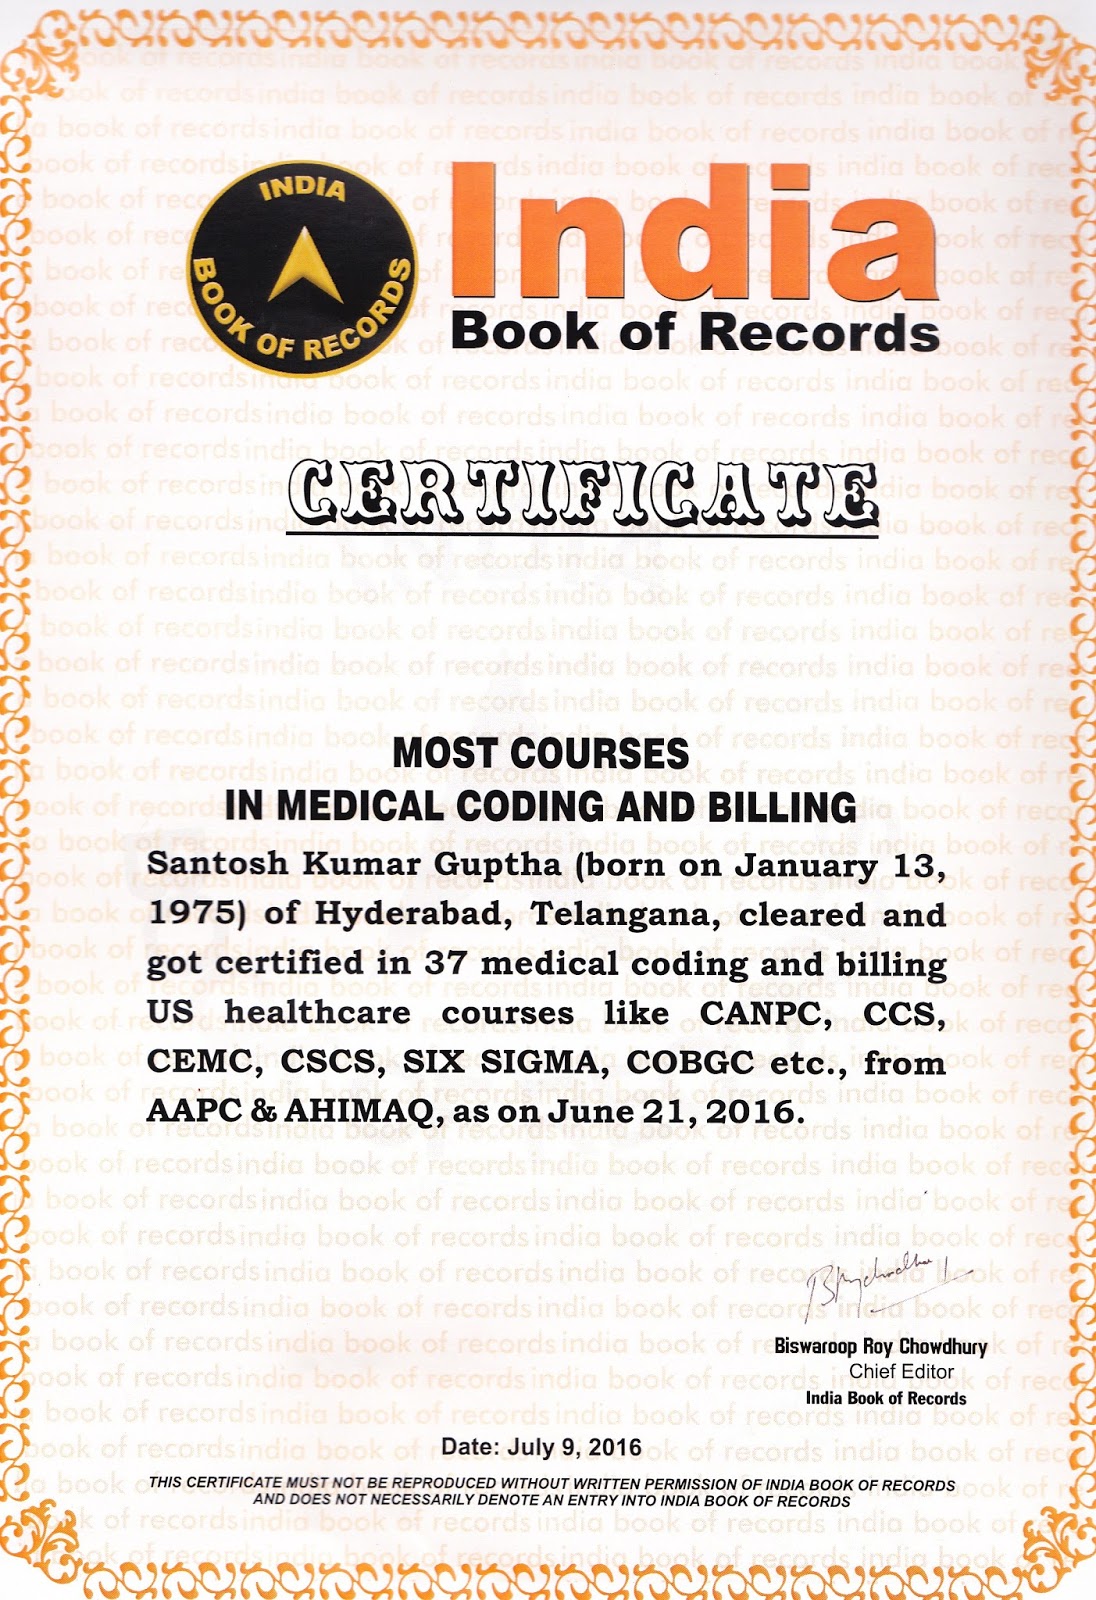 INDIA
BOOK OF RECORDS
India
Book of Records
CERTIFICATE
MOST COURSES
IN MEDICAL CODING AND BILLING
Santosh Kumar Guptha (born on January 13,
1975) of Hyderabad, Telangana, cleared and
got certified in 37 medical coding and billing
US healthcare courses like CANPC, CCS,
CEMC, CSCS, SIX SIGMA, COBGC etc., from
AAPC & AHIMAQ, as on June 21, 2016.
Biswaroop Roy Chowdhury
Chief Editor
India Book of Records
Date: July 9, 2016
THIS CERTIFICATE MUST NOT BE REPRODUCED WITHOUT WRITTEN PERMISSION OF INDIA BOOK OF RECORDS
AND DOES NOT NECESSARILY DENOTE AN ENTRY INTO INDIA BOOK OF RECORDS